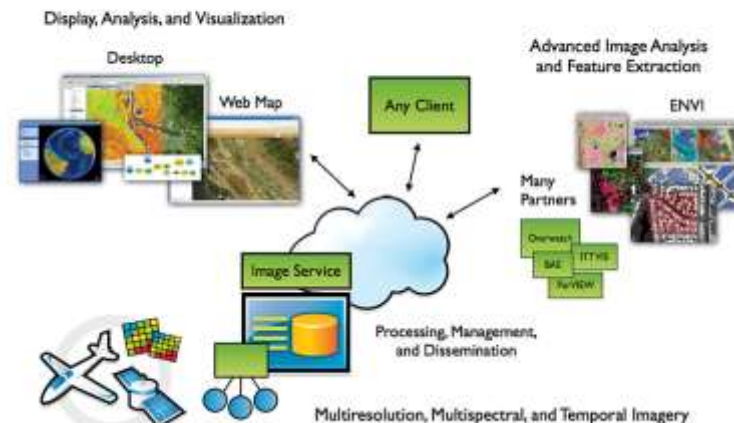 Display, Analysis, and Visualization
Desktop
Web Map
Any Client
Advanced Image Analysis
and Feature Extraction
ENVI
Many
Partners
Overwatch
ITT VIS
BAE
PurVIEW
Image Service
Processing, Management,
and Dissemination
Multiresolution, Multispectral, and Temporal Imagery